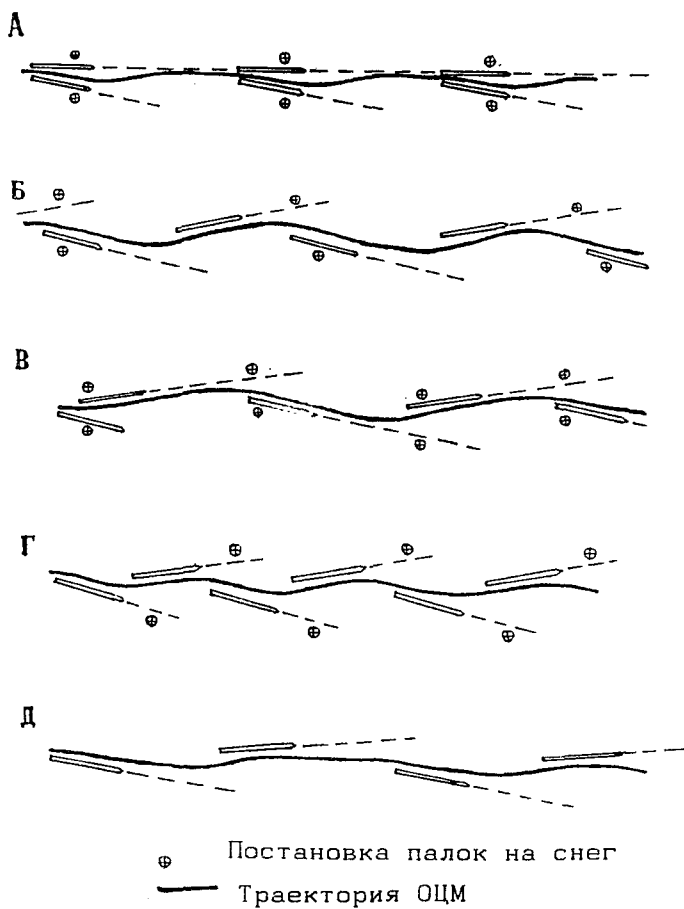 А
Б
В
Г
Д
Постановка палок на снег
Траектория ОЦМ